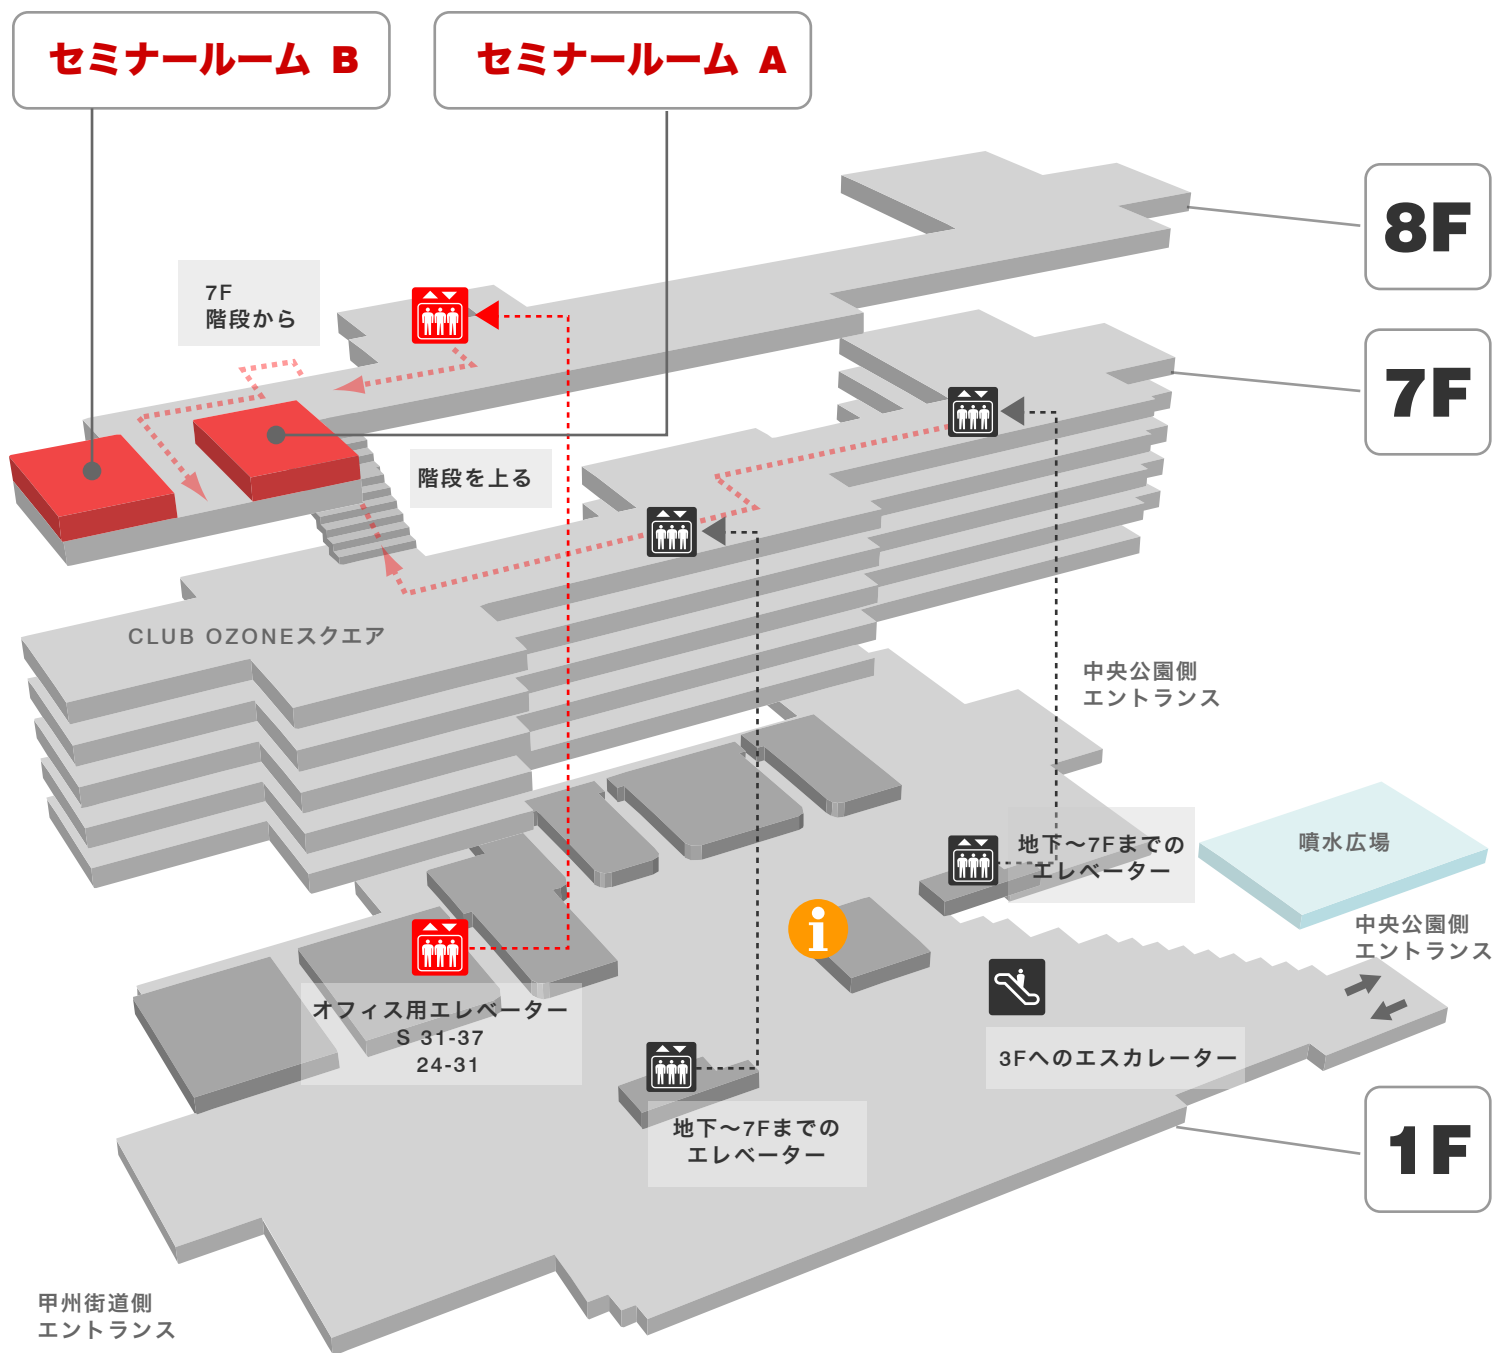 セミナールーム B
セミナールーム A
8F
7F
階段から
7F
階段を上る
CLUB OZONEスクエア
中央公園側
エントランス
地下～7Fまでの
エレベーター
噴水広場
中央公園側
エントランス
オフィス用エレベーター
S 31-37
24-31
3Fへのエスカレーター
地下～7Fまでの
エレベーター
1F
甲州街道側
エントランス